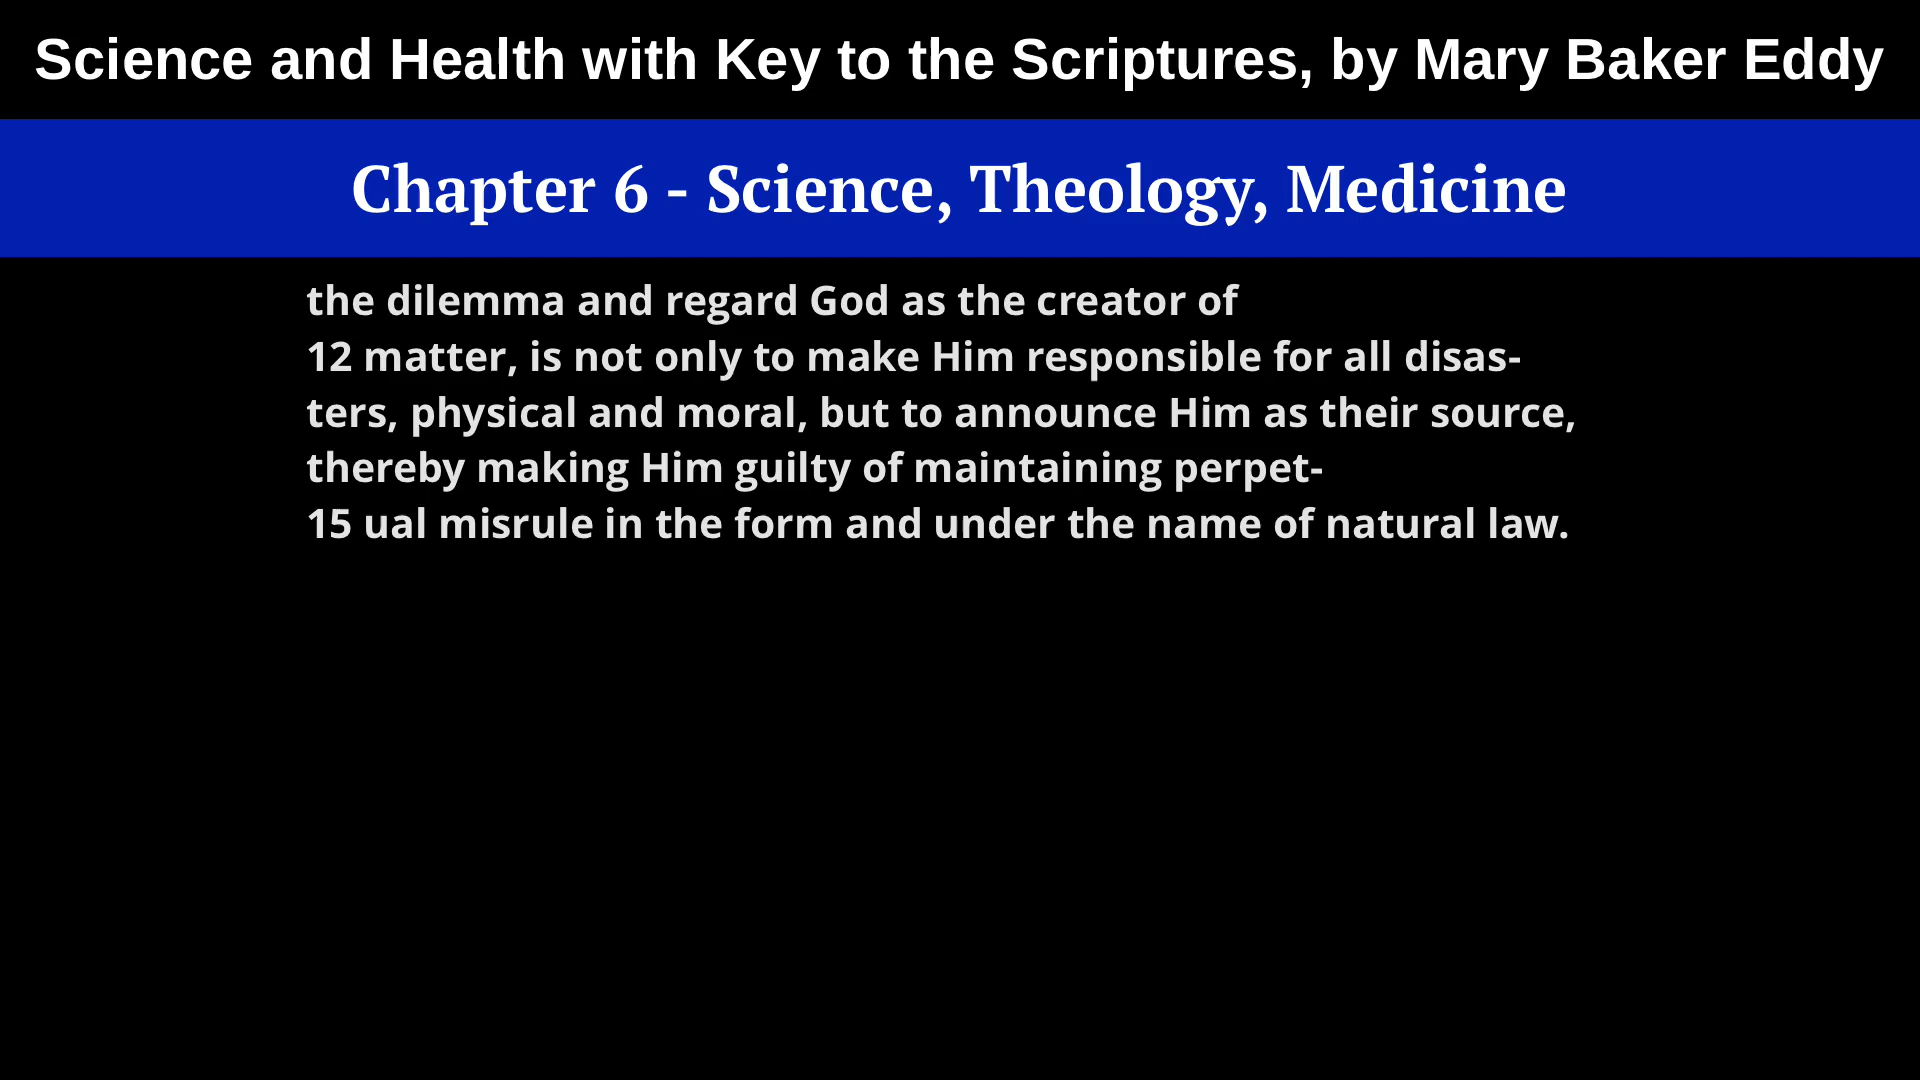 Science and Health with Key to the Scriptures, by Mary Baker Eddy
Chapter 6 - Science, Theology, Medicine
the dilemma and regard God as the creator of
12 matter, is not only to make Him responsible for all disas-
ters, physical and moral, but to announce Him as their source,
thereby making Him guilty of maintaining perpet-
15 ual misrule in the form and under the name of natural law.